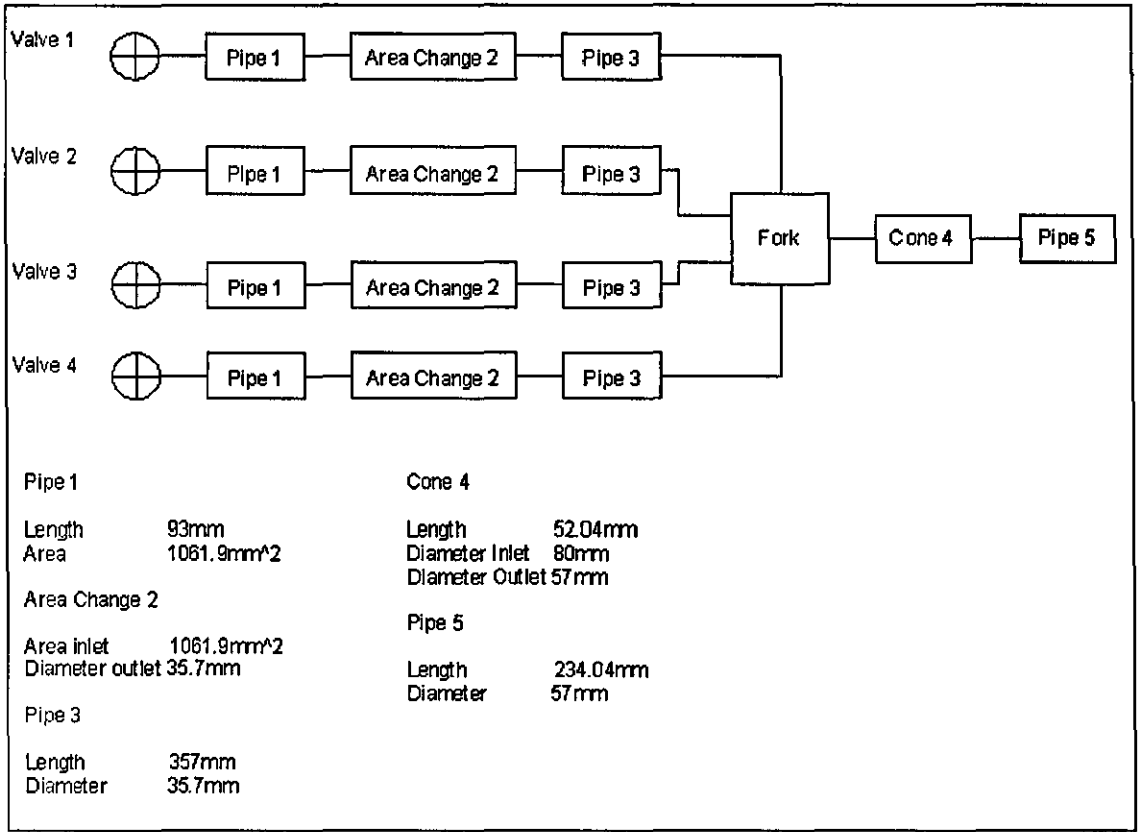 Valve 1
Pipe 1
Area Change 2
Pipe 3
Valve 2
Pipe 1
Area Change 2
Pipe 3
Fork
Cone 4
Pipe 5
Valve 3
Pipe 1
Area Change 2
Pipe 3
Valve 4
Pipe 1
Area Change 2
Pipe 3
Pipe 1
Length 93mm
Area 1061.9mm^2
Area Change 2
Area inlet 1061.9mm^2
Diameter outlet 35.7mm
Pipe 3
Length 357mm
Diameter 35.7mm
Cone 4
Length 52.04mm
Diameter Inlet 80mm
Diameter Outlet 57mm
Pipe 5
Length 234.04mm
Diameter 57mm